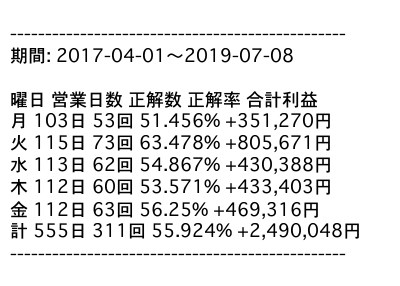 ------------------------------------------------
期間: 2017-04-01〜2019-07-08
曜日 営業日数 正解数 正解率 合計利益
月 103日 53回 51.456% +351,270円
火 115日 73回 63.478% +805,671円
水 113日 62回 54.867% +430,388円
木 112日 60回 53.571% +433,403円
金 112日 63回 56.25% +469,316円
計 555日 311回 55.924% +2,490,048円
------------------------------------------------